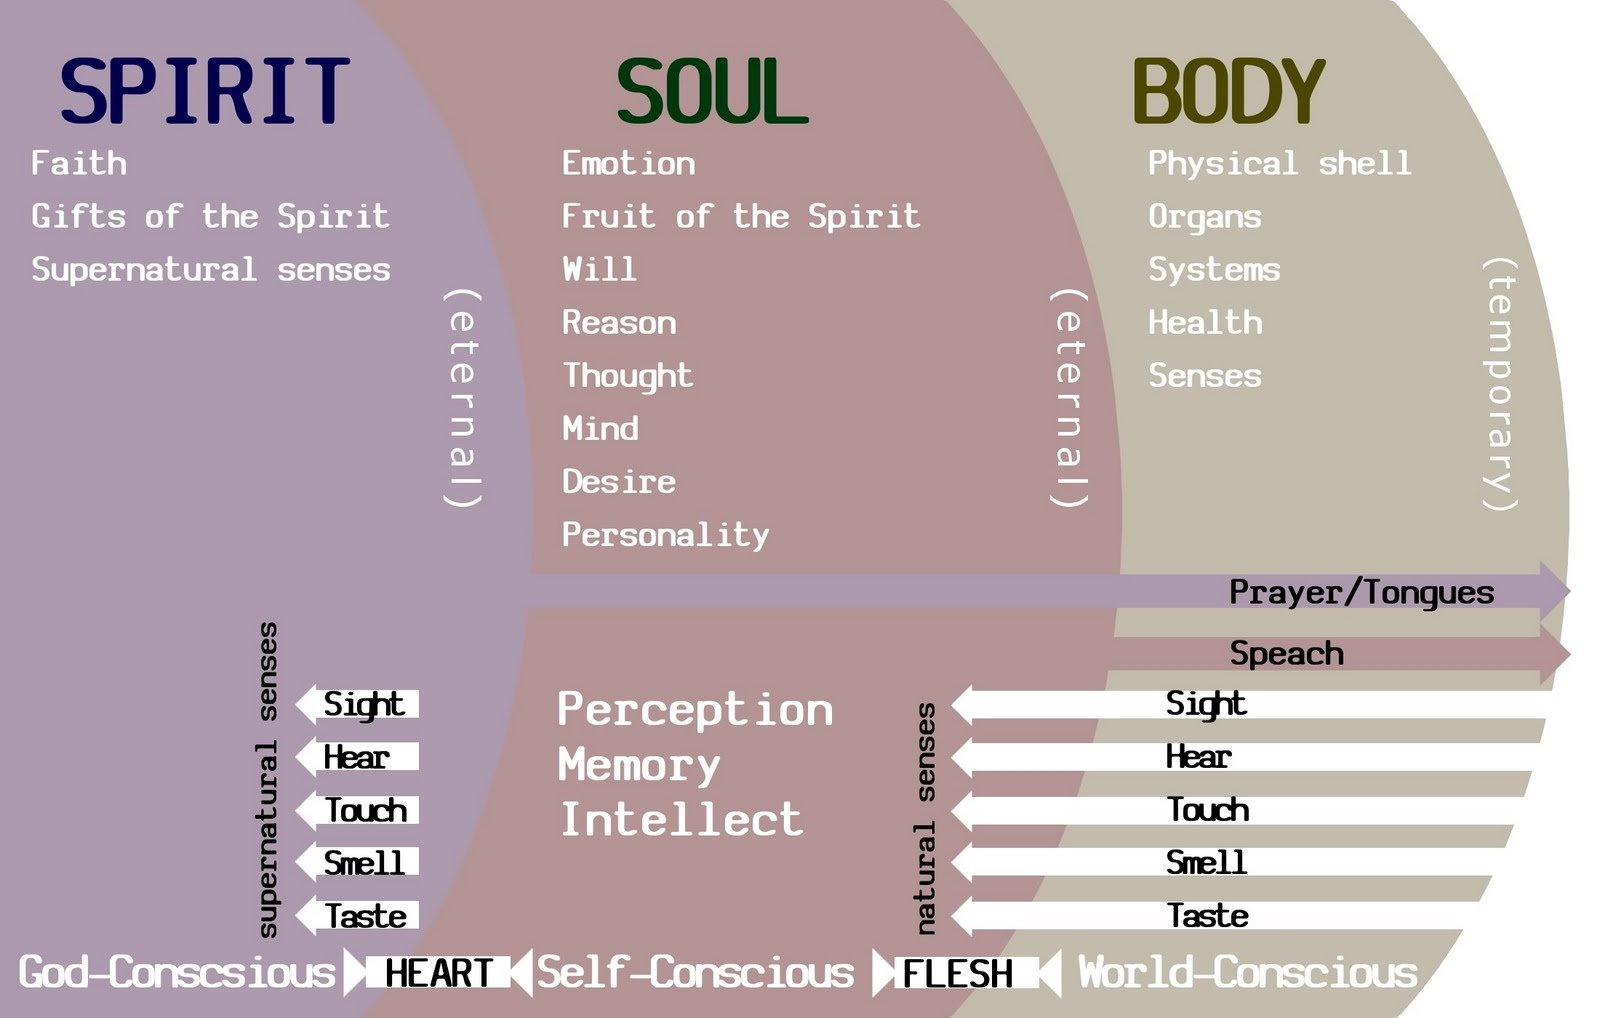 SPIRIT
Faith
Gifts of the Spirit
Supernatural senses
(eternal)
supernatural senses
Sight
Hear
Touch
Smell
Taste
God-Conscsious
HEART
SOUL
Emotion
Fruit of the Spirit
Will
Reason
Thought
Mind
Desire
Personality
(eternal)
Perception
Memory
Intellect
natural senses
Self-Conscious
FLESH
BODY
Physical shell
Organs
Systems
Health
Senses
(temporary)
Prayer/Tongues
Speach
Sight
Hear
Touch
Smell
Taste
World-Conscious